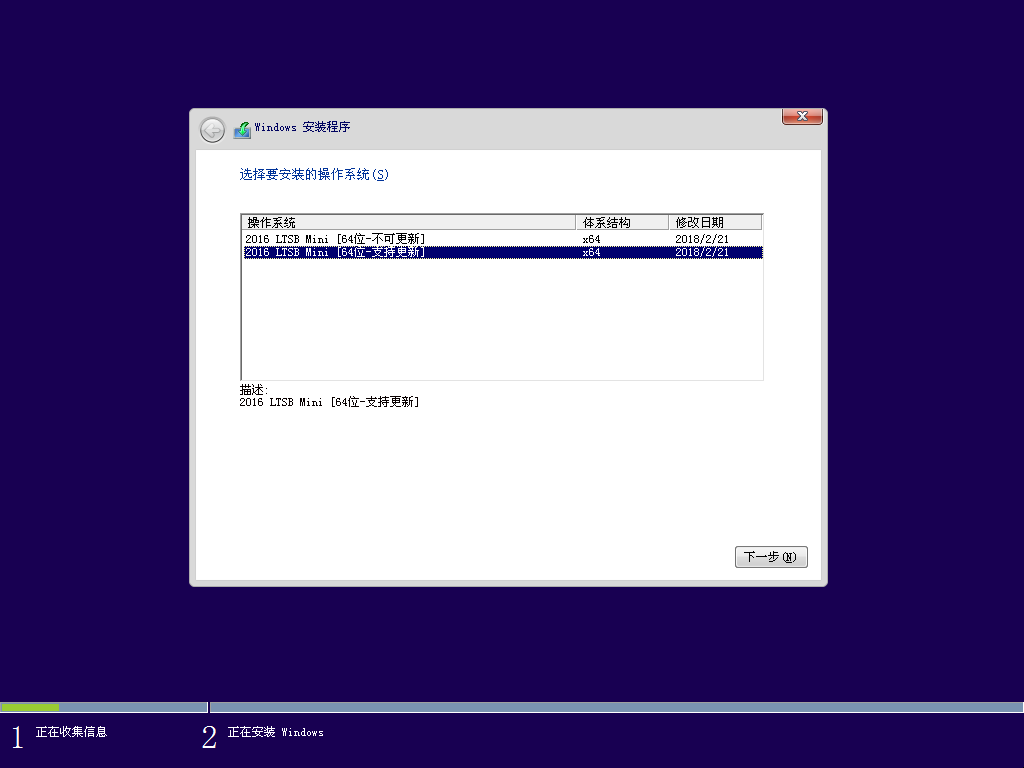 Windows 安装程序
选择要安装的操作系统(S)
操作系统 体系结构 修改日期
2016 LTSB Mini [64位-不可更新] x64 2018/2/21
2016 LTSB Mini [64位-支持更新] x64 2018/2/21
描述:
2016 LTSB Mini [64位-支持更新]
下一步(N)
1 正在收集信息
2 正在安装 Windows